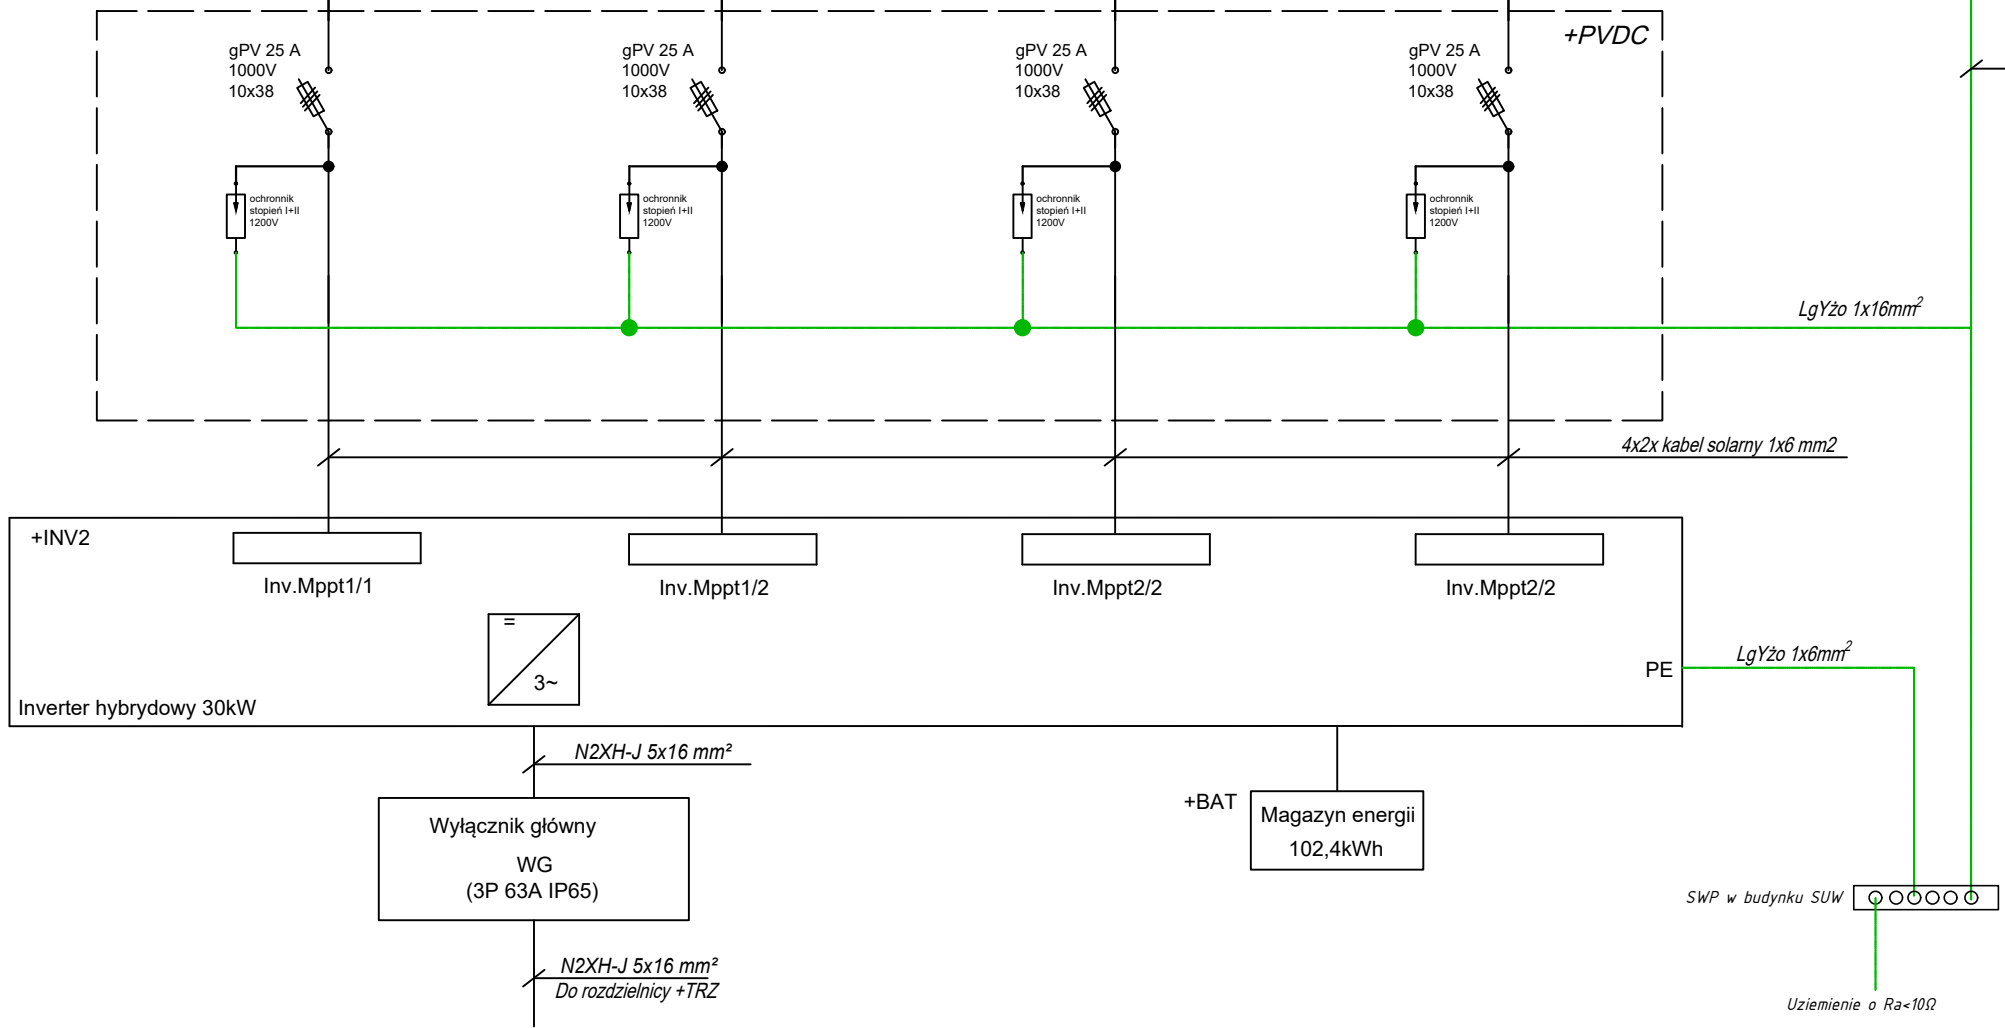 +PVDC
gPV 25 A
1000V
10x38
gPV 25 A
1000V
10x38
gPV 25 A
1000V
10x38
gPV 25 A
1000V
10x38
ochronnik
stopień I+II
1200V
ochronnik
stopień I+II
1200V
ochronnik
stopień I+II
1200V
ochronnik
stopień I+II
1200V
LgYżo 1x16mm²
4x2x kabel solarny 1x6 mm2
+INV2
Inv.Mppt1/1
Inv.Mppt1/2
Inv.Mppt2/2
Inv.Mppt2/2
=
3~
PE
LgYżo 1x6mm²
Inverter hybrydowy 30kW
N2XH-J 5x16 mm²
Wyłącznik główny
WG
(3P 63A IP65)
+BAT
Magazyn energii
102,4kWh
SWP w budynku SUW
N2XH-J 5x16 mm²
Do rozdzielnicy +TRZ
Uziemienie o Ra<10Ω